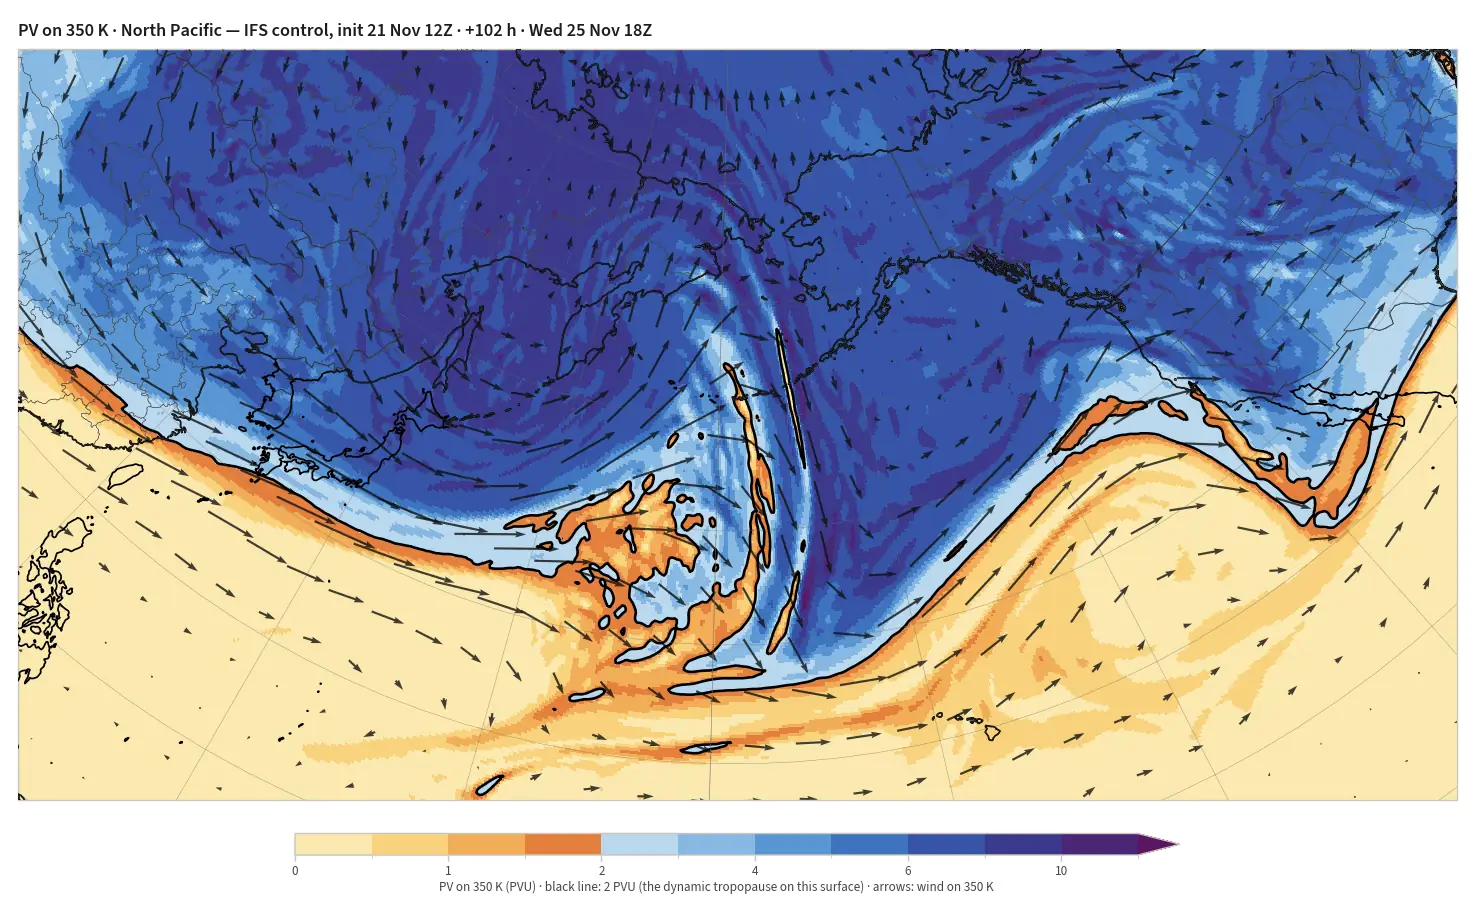 PV on 350 K · North Pacific — IFS control, init 21 Nov 12Z · +102 h · Wed 25 Nov 18Z
0 1 2 4 6 10
PV on 350 K (PVU) · black line: 2 PVU (the dynamic tropopause on this surface) · arrows: wind on 350 K